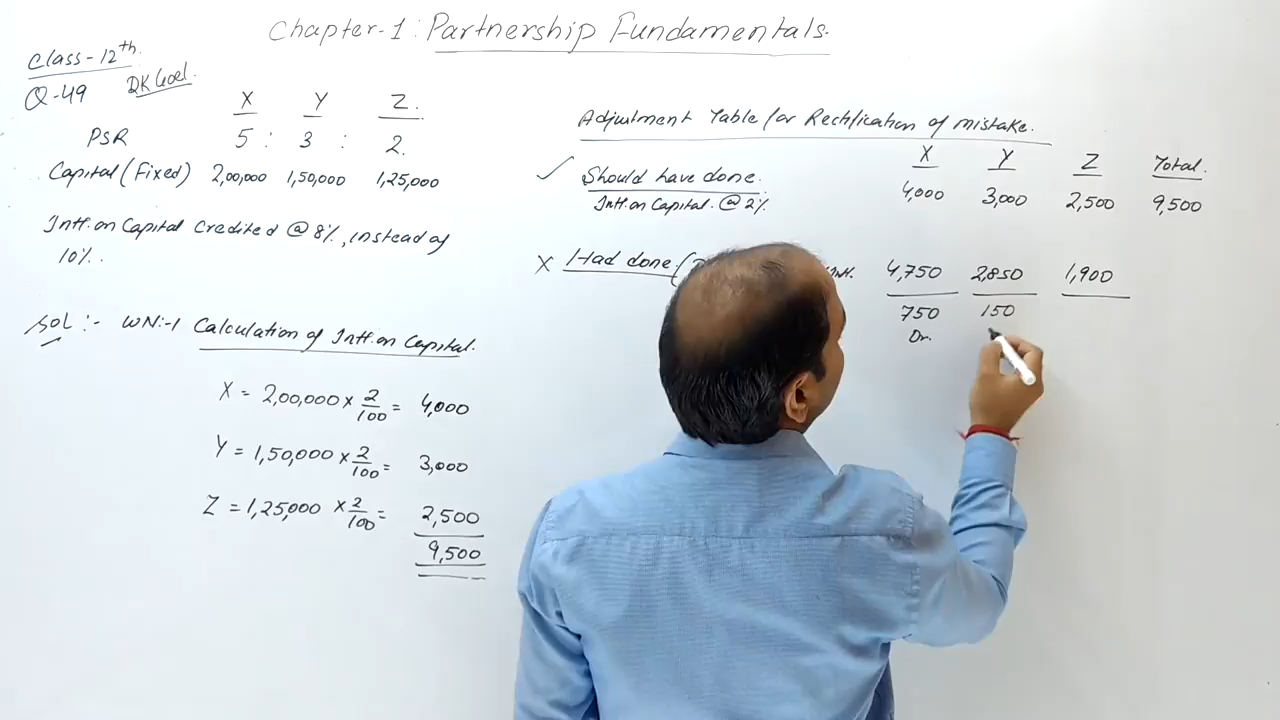 Chapter-1: Partnership Fundamentals.
Class-12th.
Q-49 DK Goel.
X Y Z.
PSR 5 : 3 : 2.
Capital (Fixed) 2,00,000 1,50,000 1,25,000
Intt. on Capital Credited @ 8%, instead of
10%.
Sol :- WN:-1 Calculation of Intt. on Capital.
X = 2,00,000 × 2/100 = 4,000
Y = 1,50,000 × 2/100 = 3,000
Z = 1,25,000 × 2/100 = 2,500
9,500
Adjustment Table for Rectification of mistake.
X Y Z Total.
✓ Should have done. 4,000 3,000 2,500 9,500
Intt. on Capital. @ 2%
X Had done. ( 4,750 2,850 1,900
750 150
Dr.